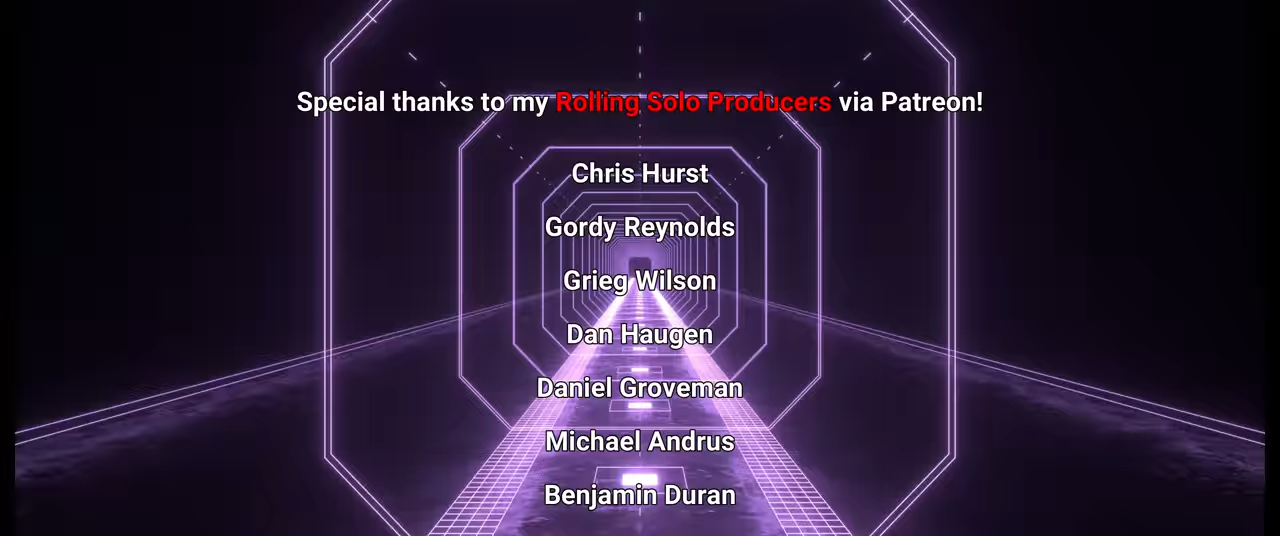 Special thanks to my Rolling Solo Producers via Patreon!
Chris Hurst
Gordy Reynolds
Grieg Wilson
Dan Haugen
Daniel Groveman
Michael Andrus
Benjamin Duran